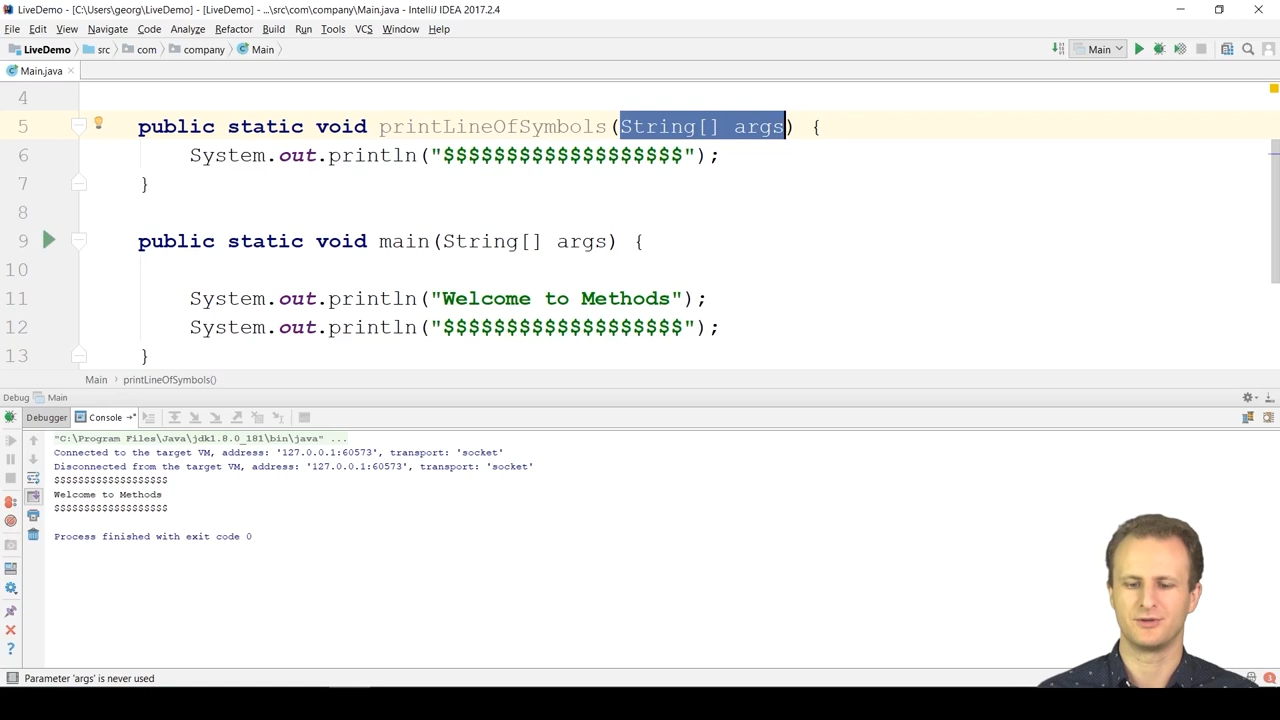 LiveDemo - [C:\Users\georg\LiveDemo] - [LiveDemo] - ...\src\com\company\Main.java - IntelliJ IDEA 2017.2.4
File Edit View Navigate Code Analyze Refactor Build Run Tools VCS Window Help
LiveDemo src com company Main Main
Main.java
4
5 public static void printLineOfSymbols(String[] args) {
6 System.out.println("$$$$$$$$$$$$$$$$$$$");
7 }
8
9 public static void main(String[] args) {
10
11 System.out.println("Welcome to Methods");
12 System.out.println("$$$$$$$$$$$$$$$$$$$");
13 }
Main printLineOfSymbols()
Debug Main
Debugger Console
"C:\Program Files\Java\jdk1.8.0_181\bin\java" ...
Connected to the target VM, address: '127.0.0.1:60573', transport: 'socket'
Disconnected from the target VM, address: '127.0.0.1:60573', transport: 'socket'
$$$$$$$$$$$$$$$$$$$
Welcome to Methods
$$$$$$$$$$$$$$$$$$$
Process finished with exit code 0
Parameter 'args' is never used 3